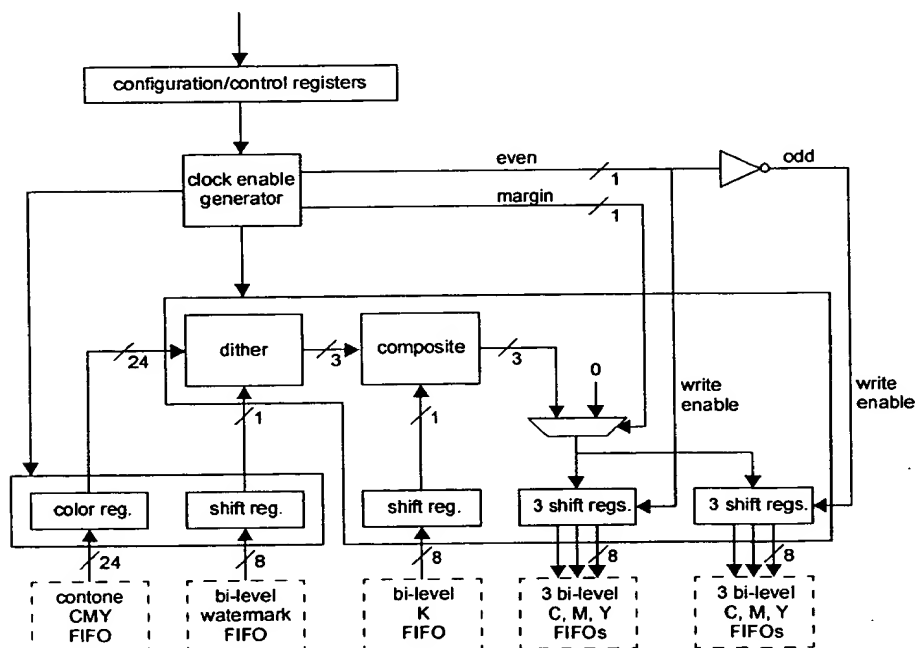 configuration/control registers
clock enable
generator
even
1
odd
margin
1
dither
composite
24
3
3
0
write
enable
write
enable
1
1
color reg.
shift reg.
shift reg.
3 shift regs.
3 shift regs.
24
8
8
8
8
contone
CMY
FIFO
bi-level
watermark
FIFO
bi-level
K
FIFO
3 bi-level
C, M, Y
FIFOs
3 bi-level
C, M, Y
FIFOs